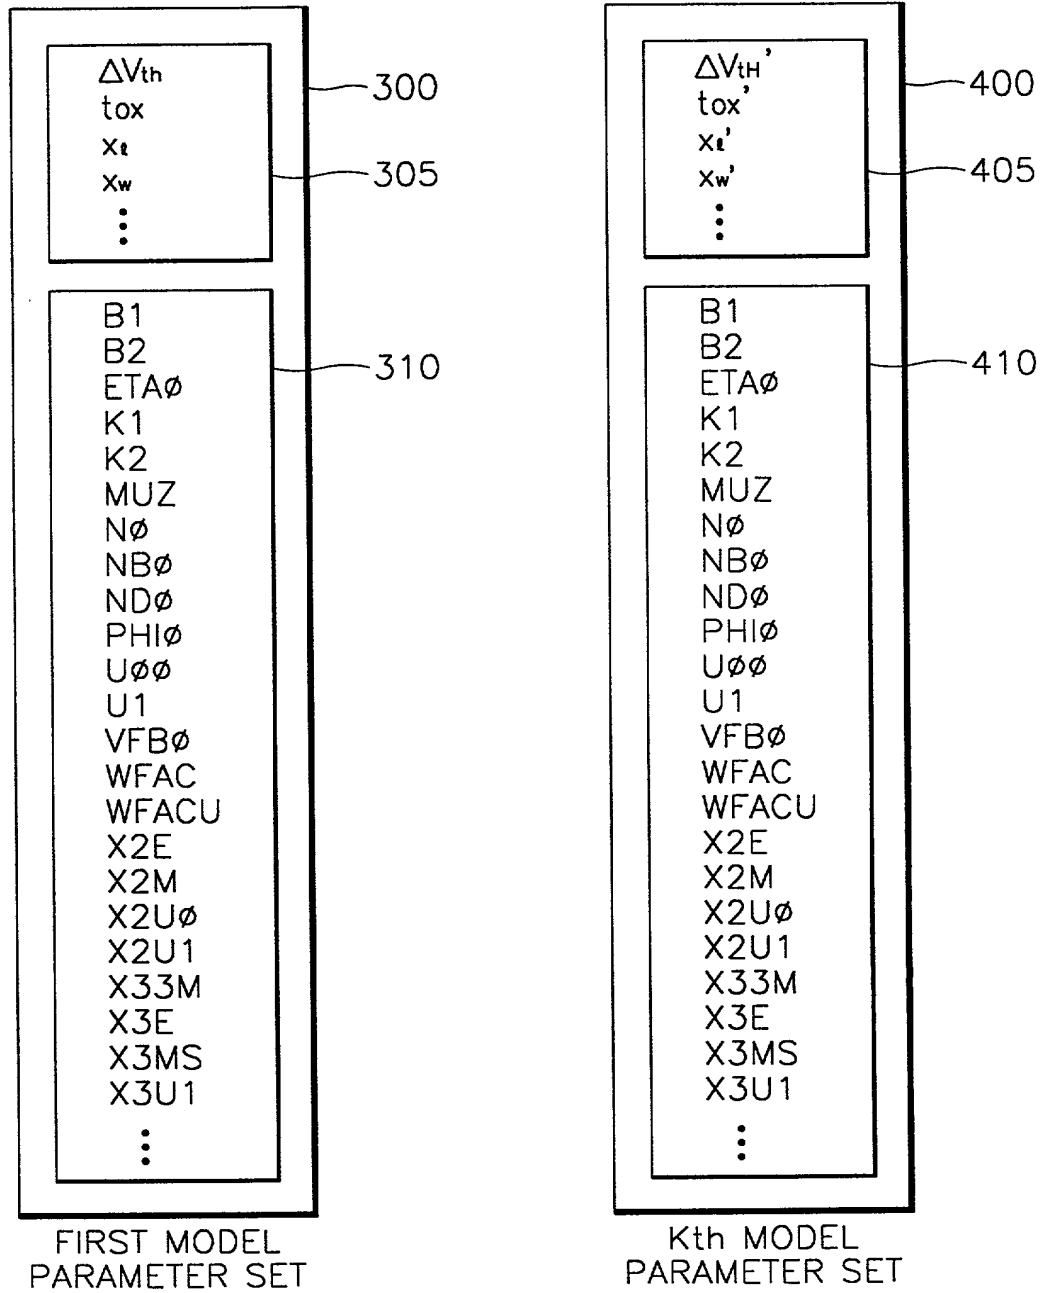 ΔVth
tox
xℓ
xw
⋮
300
305
B1
B2
ETAØ
K1
K2
MUZ
NØ
NBØ
NDØ
PHIØ
UØØ
U1
VFBØ
WFAC
WFACU
X2E
X2M
X2UØ
X2U1
X33M
X3E
X3MS
X3U1
⋮
310
FIRST MODEL
PARAMETER SET
ΔVtH'
tox'
xℓ'
xw'
⋮
400
405
B1
B2
ETAØ
K1
K2
MUZ
NØ
NBØ
NDØ
PHIØ
UØØ
U1
VFBØ
WFAC
WFACU
X2E
X2M
X2UØ
X2U1
X33M
X3E
X3MS
X3U1
⋮
410
Kth MODEL
PARAMETER SET